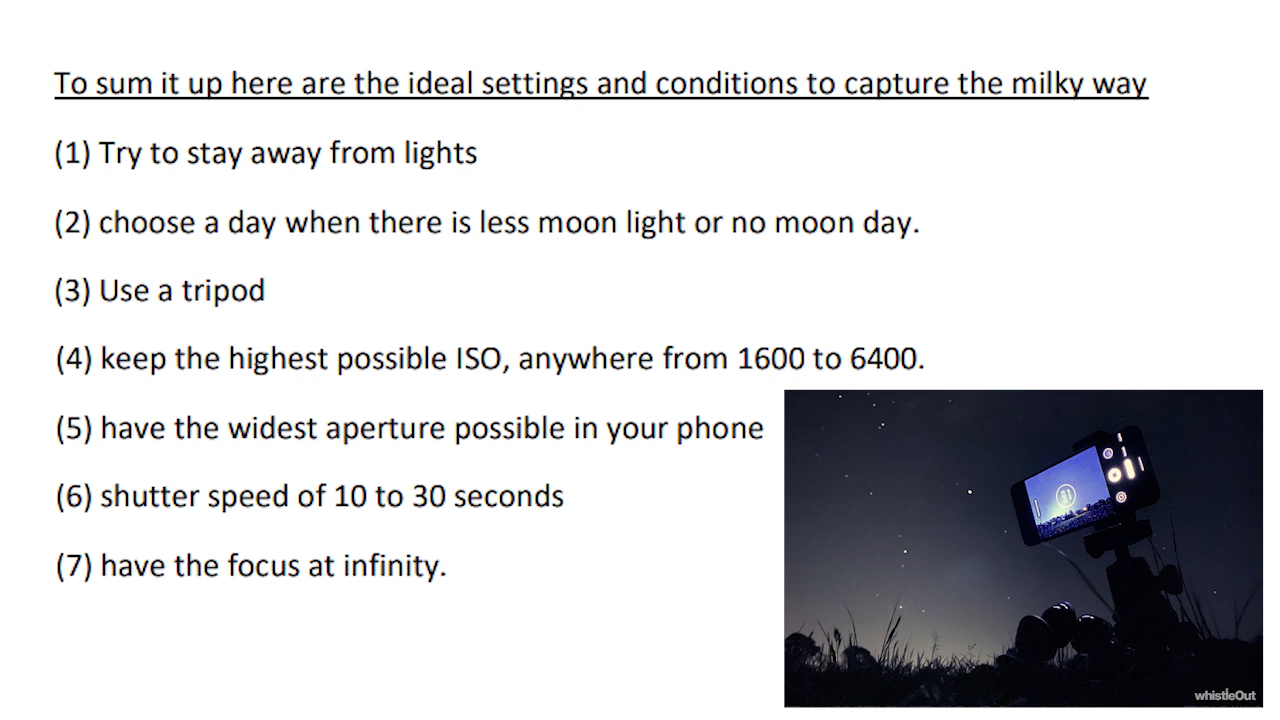 To sum it up here are the ideal settings and conditions to capture the milky way
(1) Try to stay away from lights
(2) choose a day when there is less moon light or no moon day.
(3) Use a tripod
(4) keep the highest possible ISO, anywhere from 1600 to 6400.
(5) have the widest aperture possible in your phone
(6) shutter speed of 10 to 30 seconds
(7) have the focus at infinity.
whistleOut